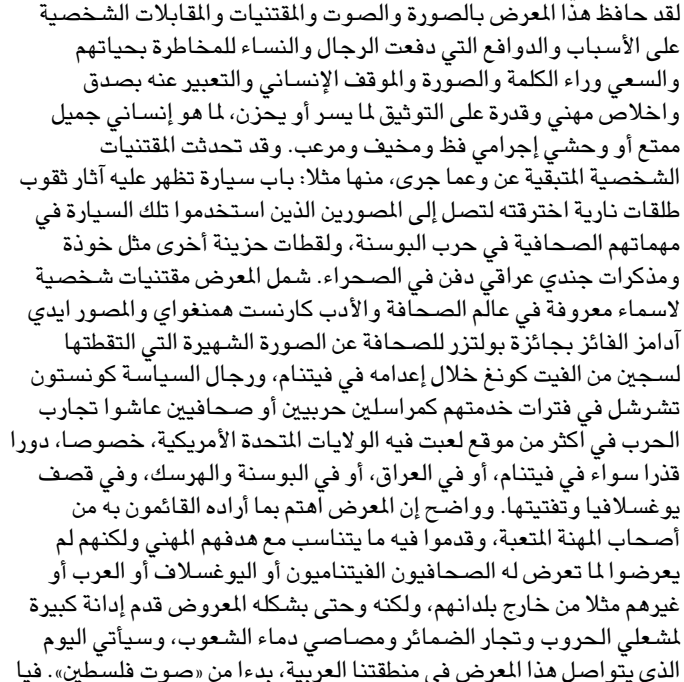 لقد حافظ هذا المعرض بالصورة والصوت والمقتنيات والمقابلات الشخصية
على الأسباب والدوافع التي دفعت الرجال والنساء للمخاطرة بحياتهم
والسعي وراء الكلمة والصورة والموقف الإنساني والتعبير عنه بصدق
واخلاص مهني وقدرة على التوثيق لما يسر أو يحزن، لما هو إنساني جميل
ممتع أو وحشي إجرامي فظ ومخيف ومرعب. وقد تحدثت المقتنيات
الشخصية المتبقية عن وعما جرى، منها مثلا: باب سيارة تظهر عليه آثار ثقوب
طلقات نارية اخترقته لتصل إلى المصورين الذين استخدموا تلك السيارة في
مهماتهم الصحافية في حرب البوسنة، ولقطات حزينة أخرى مثل خوذة
ومذكرات جندي عراقي دفن في الصحراء. شمل المعرض مقتنيات شخصية
لاسماء معروفة في عالم الصحافة والأدب كارنست همنغواي والمصور ايدي
آدامز الفائز بجائزة بولتزر للصحافة عن الصورة الشهيرة التي التقطتها
لسجين من الفيت كونغ خلال إعدامه في فيتنام، ورجال السياسة كونستون
تشرشل في فترات خدمتهم كمراسلين حربيين أو صحافيين عاشوا تجارب
الحرب في اكثر من موقع لعبت فيه الولايات المتحدة الأمريكية، خصوصا، دورا
قذرا سواء في فيتنام، أو في العراق، أو في البوسنة والهرسك، وفي قصف
يوغسلافيا وتفتيتها. وواضح إن المعرض اهتم بما أراده القائمون به من
أصحاب المهنة المتعبة، وقدموا فيه ما يتناسب مع هدفهم المهني ولكنهم لم
يعرضوا لما تعرض له الصحافيون الفيتناميون أو اليوغسلاف أو العرب أو
غيرهم مثلا من خارج بلدانهم، ولكنه وحتى بشكله المعروض قدم إدانة كبيرة
لمشعلي الحروب وتجار الضمائر ومصاصي دماء الشعوب، وسيأتي اليوم
الذي يتواصل هذا المعرض في منطقتنا العربية، بدءا من «صوت فلسطين». فيا